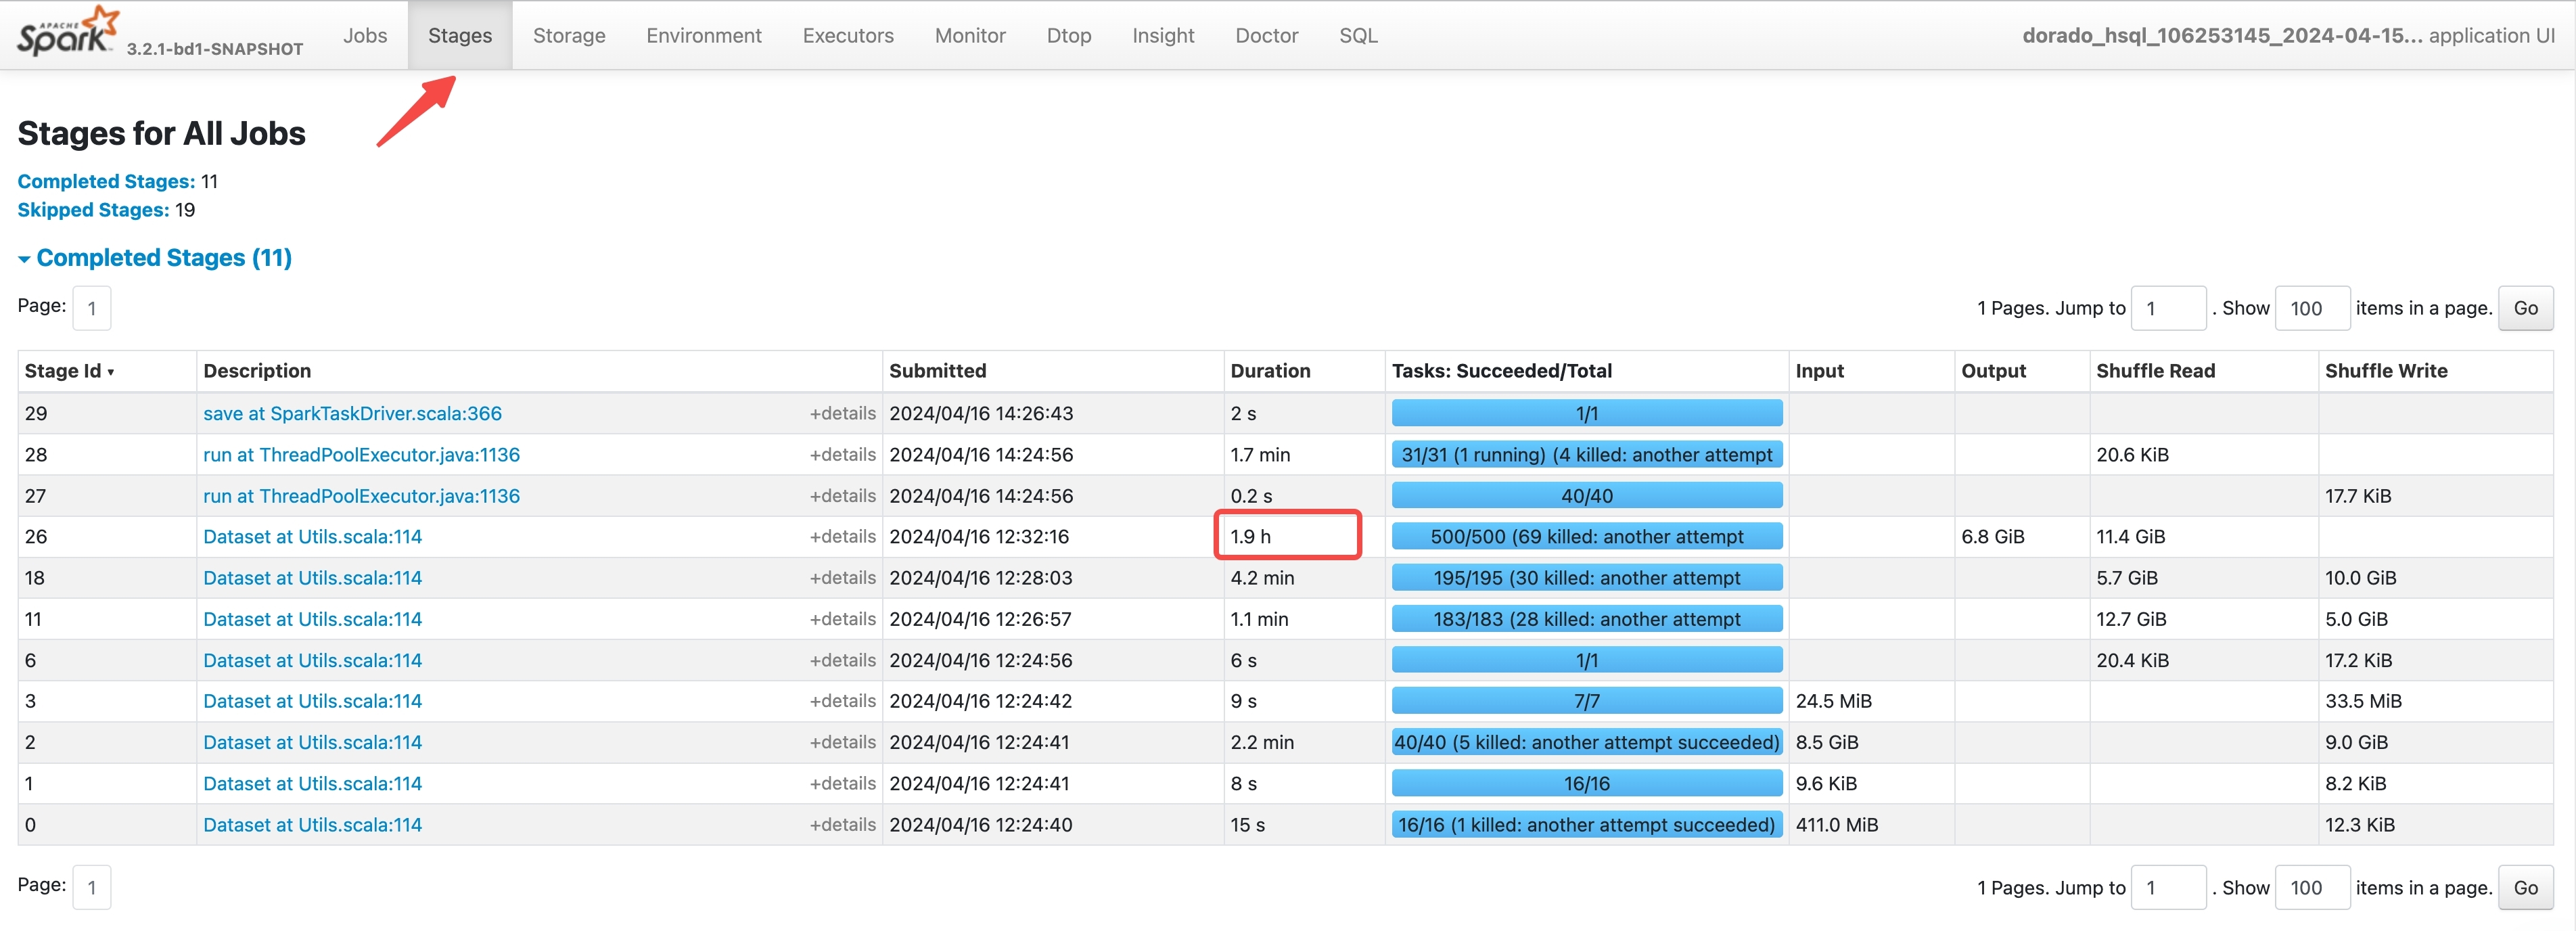 APACHE
Spark 3.2.1-bd1-SNAPSHOT Jobs Stages Storage Environment Executors Monitor Dtop Insight Doctor SQL dorado_hsql_106253145_2024-04-15... application UI
Stages for All Jobs
Completed Stages: 11
Skipped Stages: 19
Completed Stages (11)
Page: 1 1 Pages. Jump to 1 . Show 100 items in a page. Go
Stage Id ▾ Description Submitted Duration Tasks: Succeeded/Total Input Output Shuffle Read Shuffle Write
29 save at SparkTaskDriver.scala:366 +details 2024/04/16 14:26:43 2 s 1/1
28 run at ThreadPoolExecutor.java:1136 +details 2024/04/16 14:24:56 1.7 min 31/31 (1 running) (4 killed: another attempt 20.6 KiB
27 run at ThreadPoolExecutor.java:1136 +details 2024/04/16 14:24:56 0.2 s 40/40 17.7 KiB
26 Dataset at Utils.scala:114 +details 2024/04/16 12:32:16 1.9 h 500/500 (69 killed: another attempt 6.8 GiB 11.4 GiB
18 Dataset at Utils.scala:114 +details 2024/04/16 12:28:03 4.2 min 195/195 (30 killed: another attempt 5.7 GiB 10.0 GiB
11 Dataset at Utils.scala:114 +details 2024/04/16 12:26:57 1.1 min 183/183 (28 killed: another attempt 12.7 GiB 5.0 GiB
6 Dataset at Utils.scala:114 +details 2024/04/16 12:24:56 6 s 1/1 20.4 KiB 17.2 KiB
3 Dataset at Utils.scala:114 +details 2024/04/16 12:24:42 9 s 7/7 24.5 MiB 33.5 MiB
2 Dataset at Utils.scala:114 +details 2024/04/16 12:24:41 2.2 min 40/40 (5 killed: another attempt succeeded) 8.5 GiB 9.0 GiB
1 Dataset at Utils.scala:114 +details 2024/04/16 12:24:41 8 s 16/16 9.6 KiB 8.2 KiB
0 Dataset at Utils.scala:114 +details 2024/04/16 12:24:40 15 s 16/16 (1 killed: another attempt succeeded) 411.0 MiB 12.3 KiB
Page: 1 1 Pages. Jump to 1 . Show 100 items in a page. Go